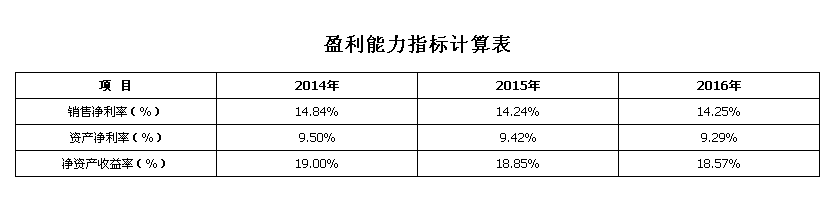 盈利能力指标计算表
项 目 2014年 2015年 2016年
销售净利率（%） 14.84% 14.24% 14.25%
资产净利率（%） 9.50% 9.42% 9.29%
净资产收益率（%） 19.00% 18.85% 18.57%